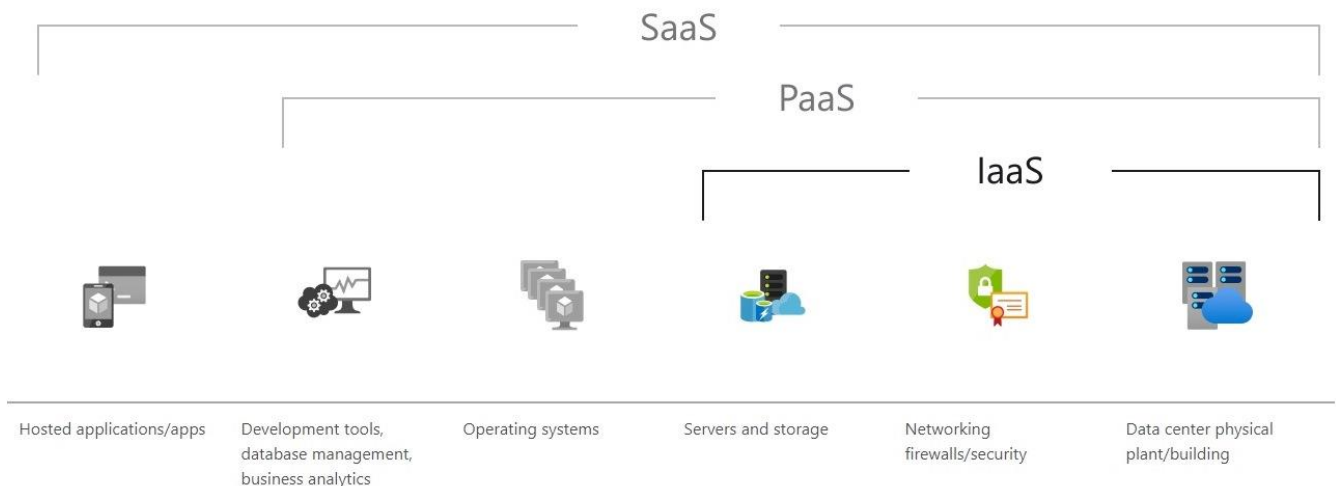 SaaS
PaaS
IaaS
Hosted applications/apps
Development tools,
database management,
business analytics
Operating systems
Servers and storage
Networking
firewalls/security
Data center physical
plant/building